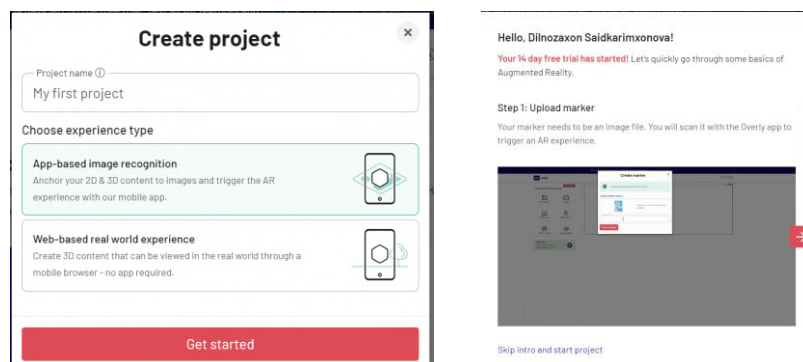 Create project
Project name
My first project
Choose experience type
App-based image recognition
Anchor your 2D & 3D content to images and trigger the AR
experience with our mobile app.
Web-based real world experience
Create 3D content that can be viewed in the real world through a
mobile browser - no app required.
Get started
Hello, Dilnozaxon Saidkarimxonova!
Your 14 day free trial has started! Let's quickly go through some basics of
Augmented Reality.
Step 1: Upload marker
Your marker needs to be an image file. You will scan it with the Overly app to
trigger an AR experience.
Create marker
Skip intro and start project